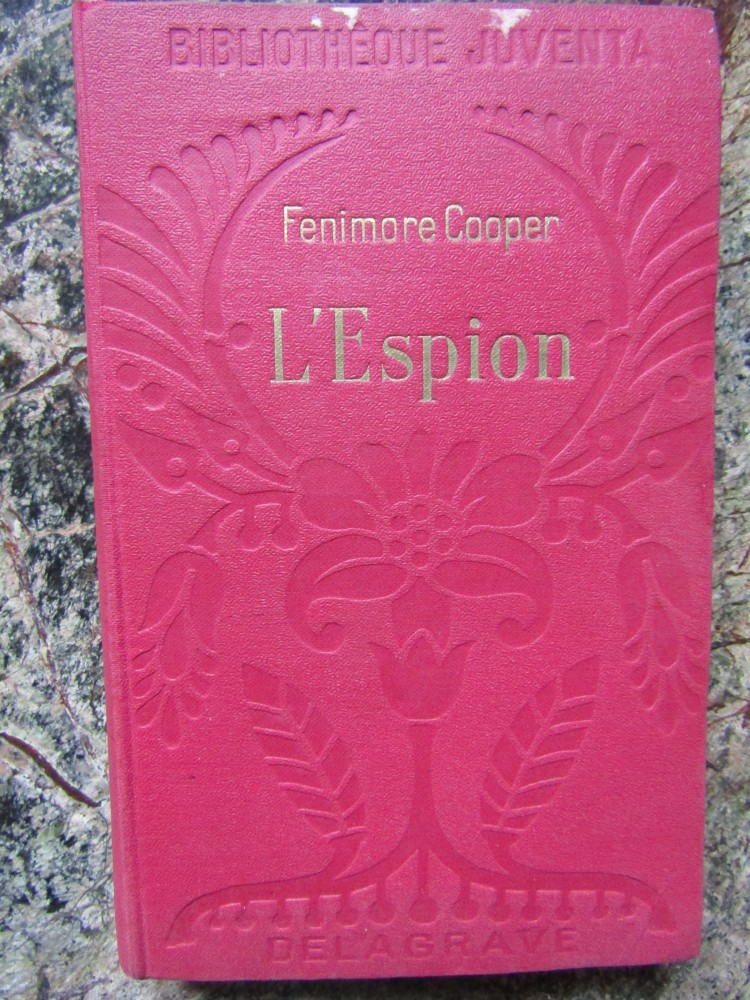 BIBLIOTHÈQUE JUVENTA
Fenimore Cooper
L'Espion
DELAGRAVE